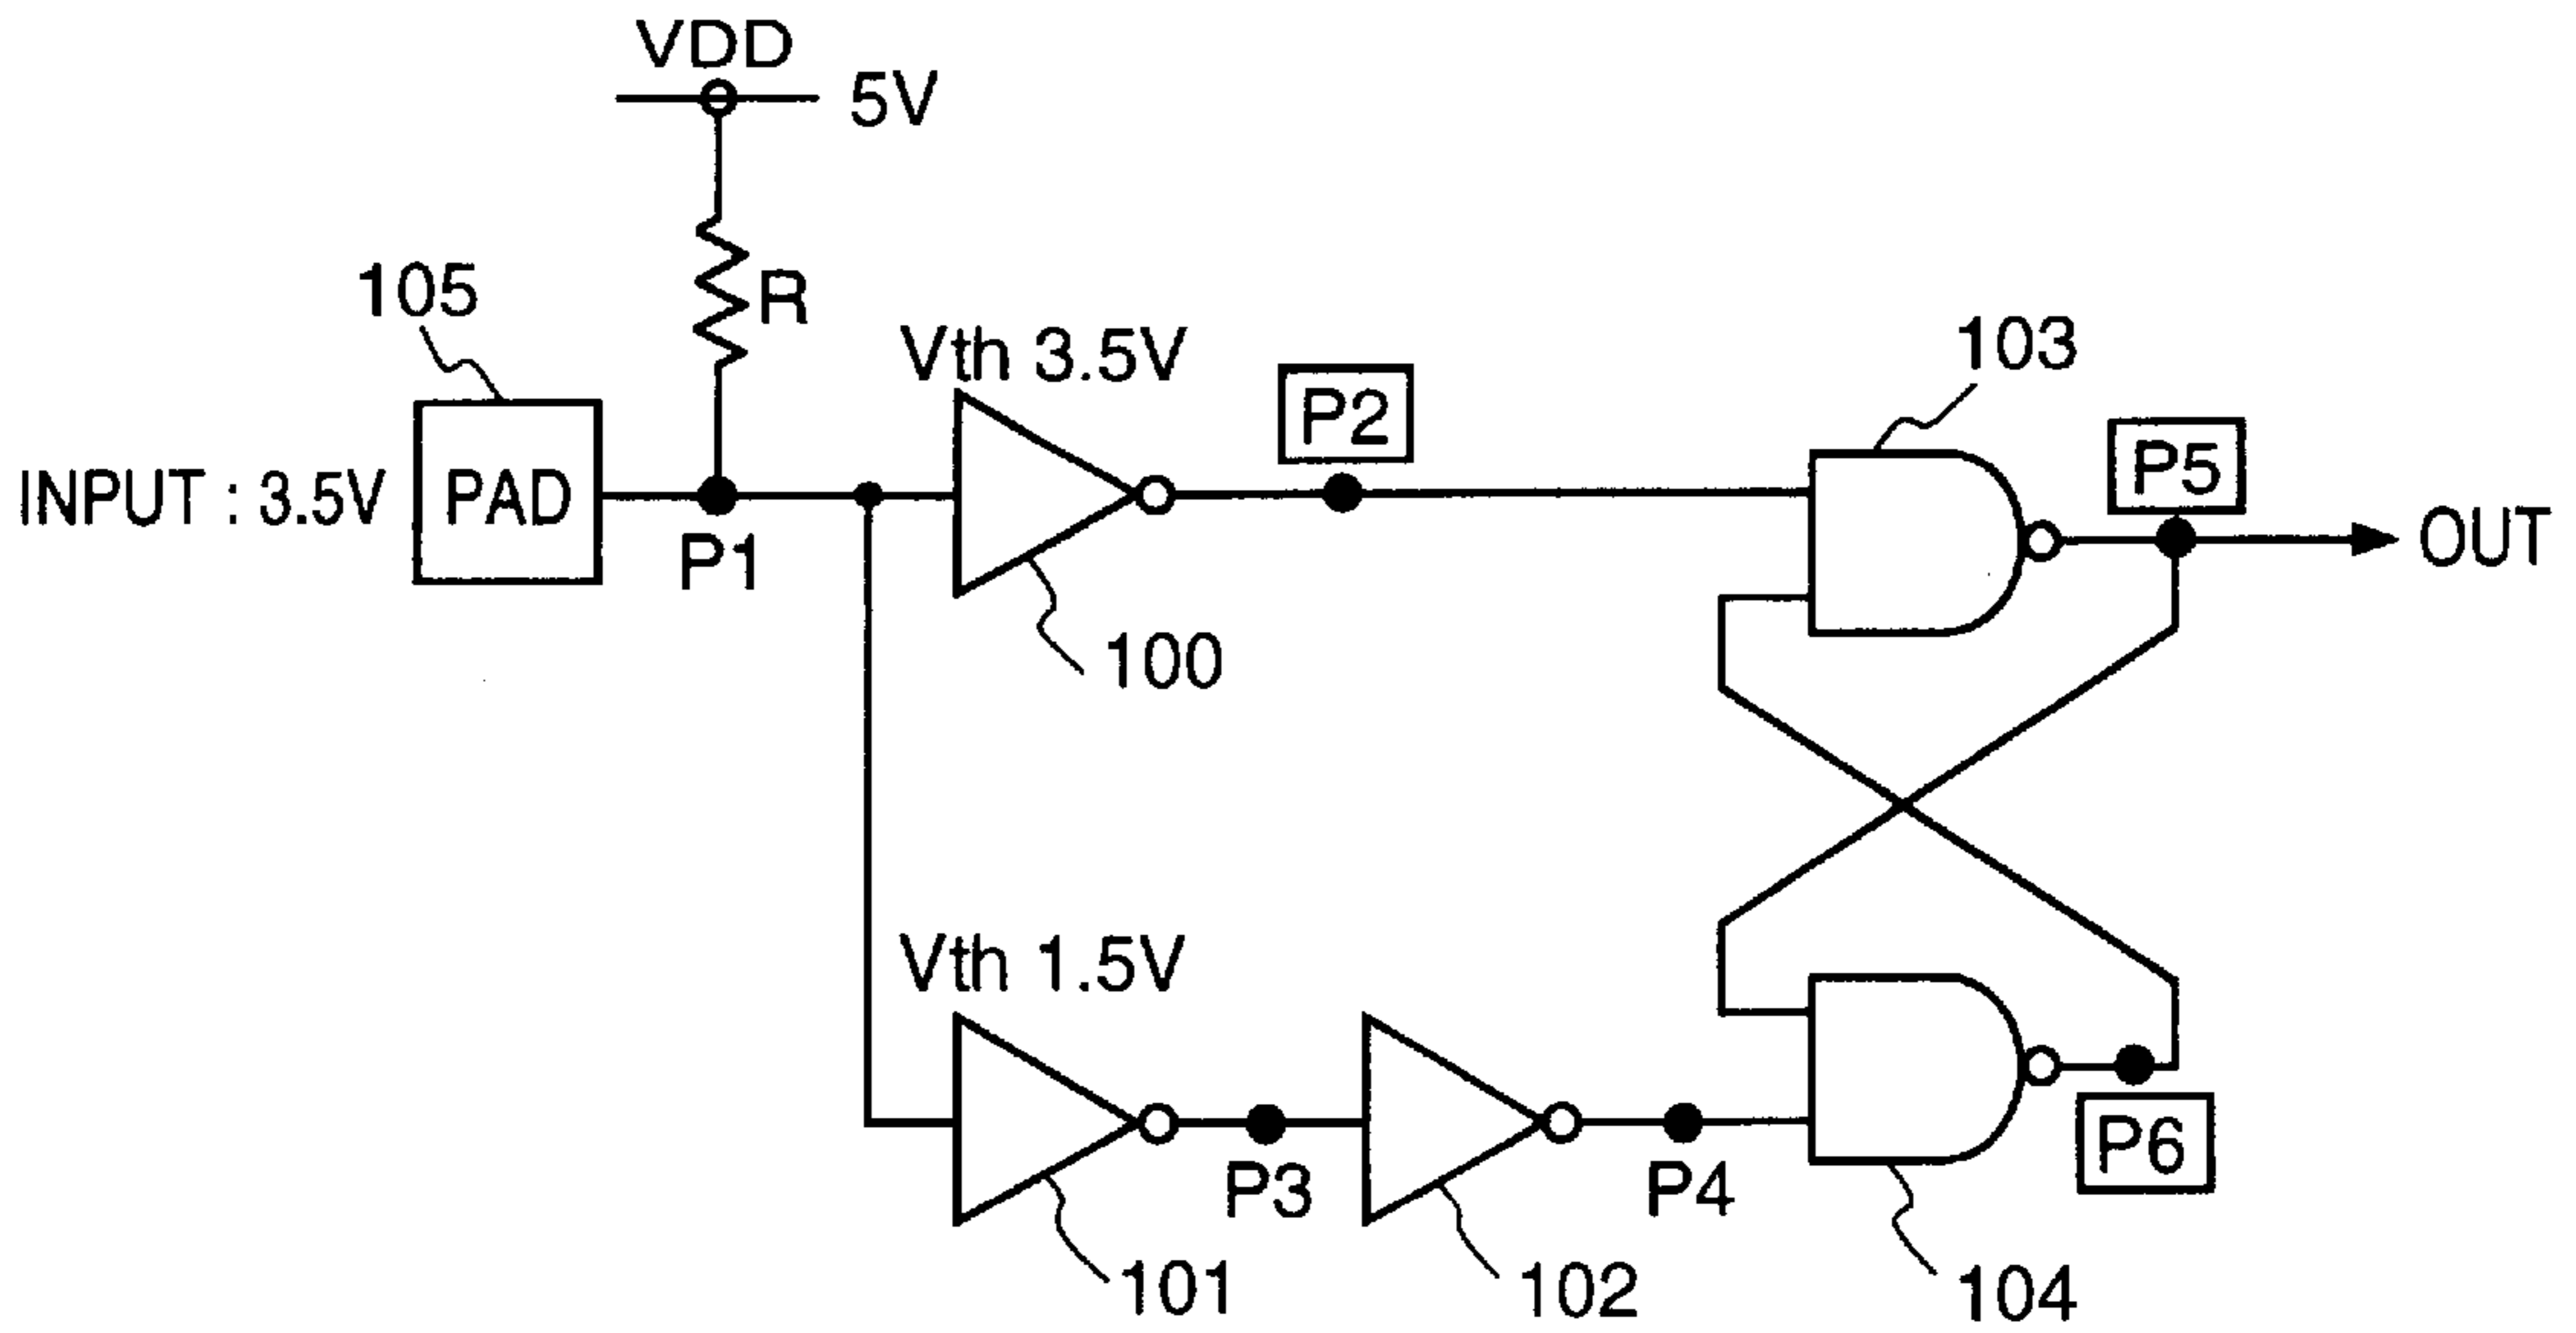 VDD
5V
105
R
Vth 3.5V
P2
103
P5
INPUT : 3.5V
PAD
P1
OUT
100
Vth 1.5V
P3
P4
P6
101
102
104